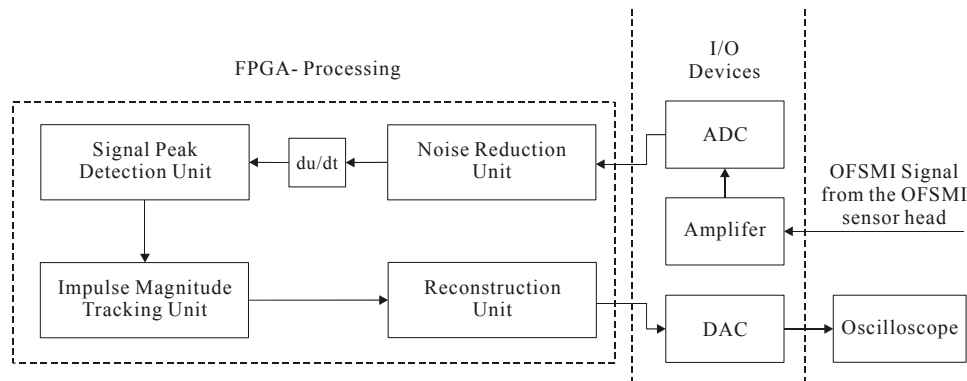 FPGA- Processing
I/O
Devices
Signal Peak
Detection Unit
du/dt
Noise Reduction
Unit
ADC
OFSMI Signal
from the OFSMI
sensor head
Amplifer
Impulse Magnitude
Tracking Unit
Reconstruction
Unit
DAC
Oscilloscope